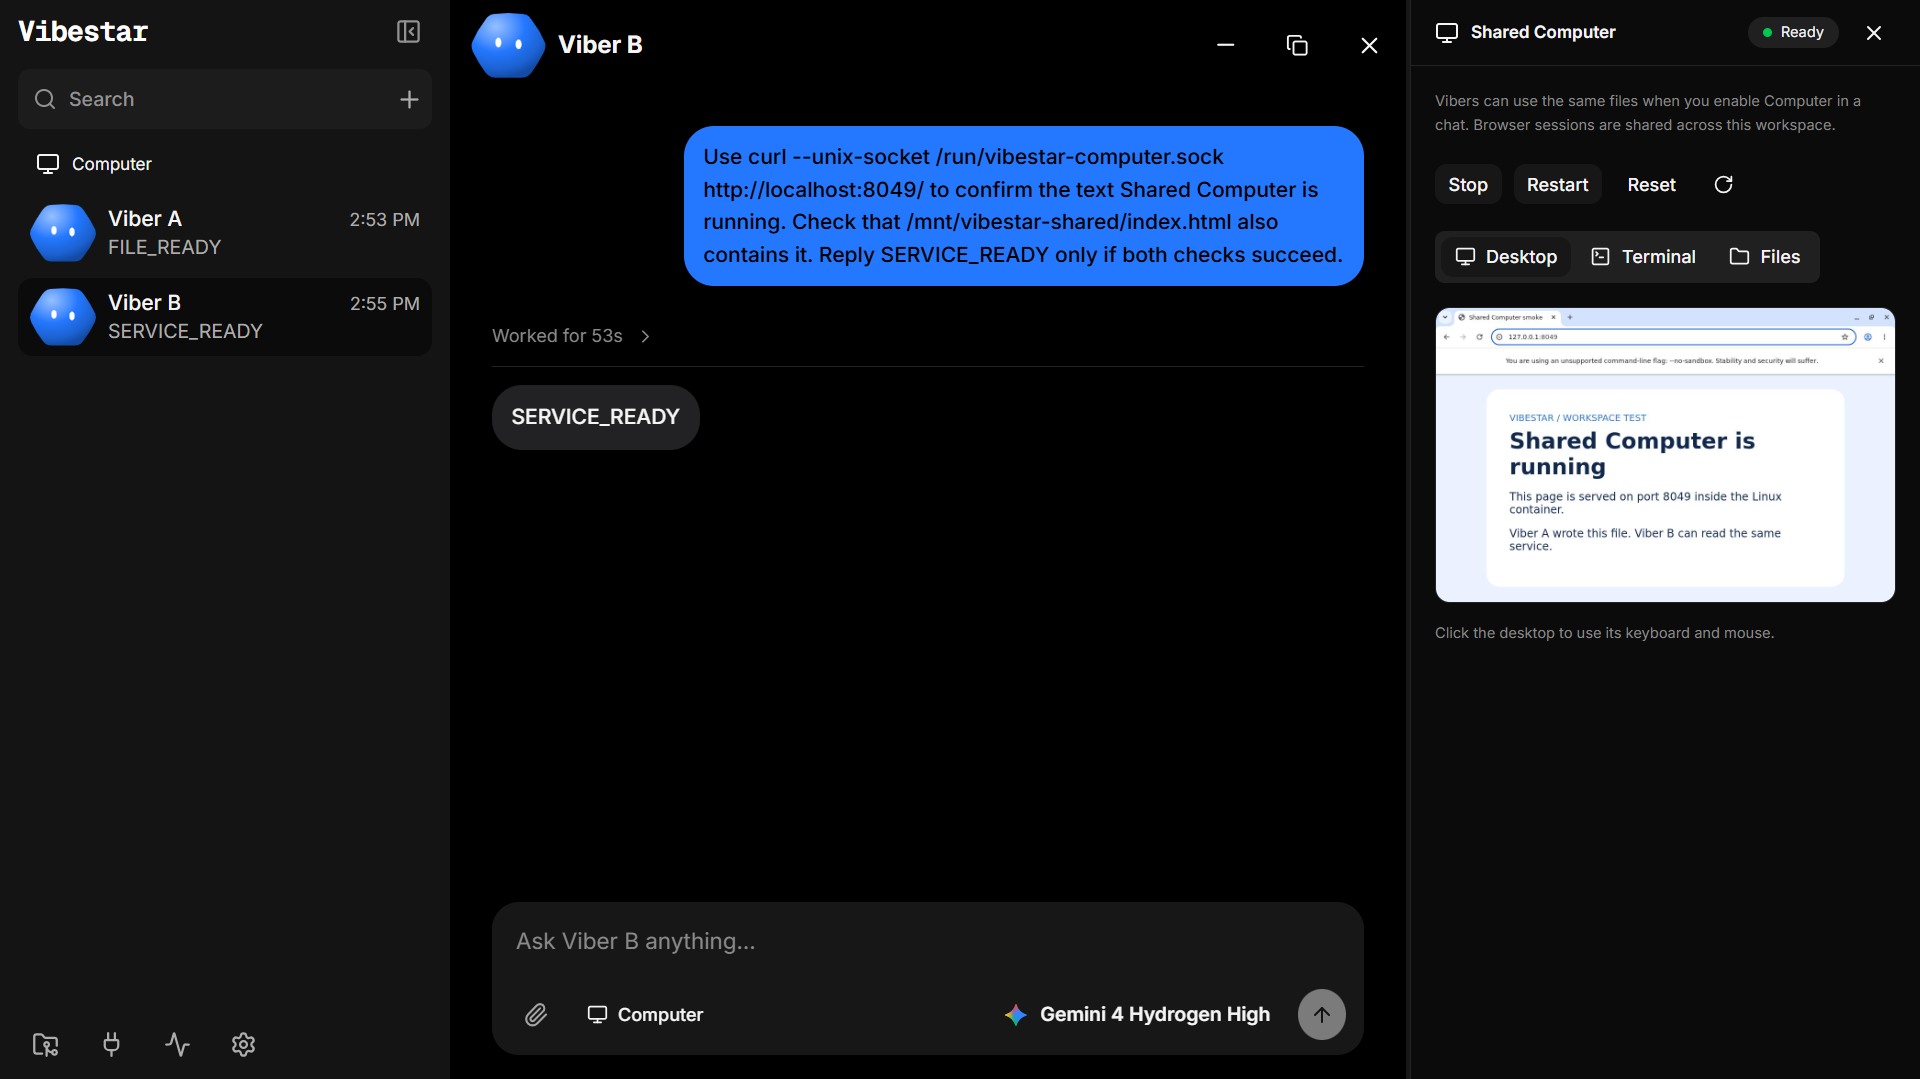 Vibestar
Search
Computer
Viber A
2:53 PM
FILE_READY
Viber B
2:55 PM
SERVICE_READY
Viber B
Use curl --unix-socket /run/vibestar-computer.sock
http://localhost:8049/ to confirm the text Shared Computer is
running. Check that /mnt/vibestar-shared/index.html also
contains it. Reply SERVICE_READY only if both checks succeed.
Worked for 53s
SERVICE_READY
Ask Viber B anything...
Computer
Gemini 4 Hydrogen High
Shared Computer
Ready
Vibers can use the same files when you enable Computer in a
chat. Browser sessions are shared across this workspace.
Stop
Restart
Reset
Desktop
Terminal
Files
Shared Computer smoke
127.0.0.1:8049
You are using an unsupported command-line flag: --no-sandbox. Stability and security will suffer.
VIBESTAR / WORKSPACE TEST
Shared Computer is
running
This page is served on port 8049 inside the Linux
container.
Viber A wrote this file. Viber B can read the same
service.
Click the desktop to use its keyboard and mouse.